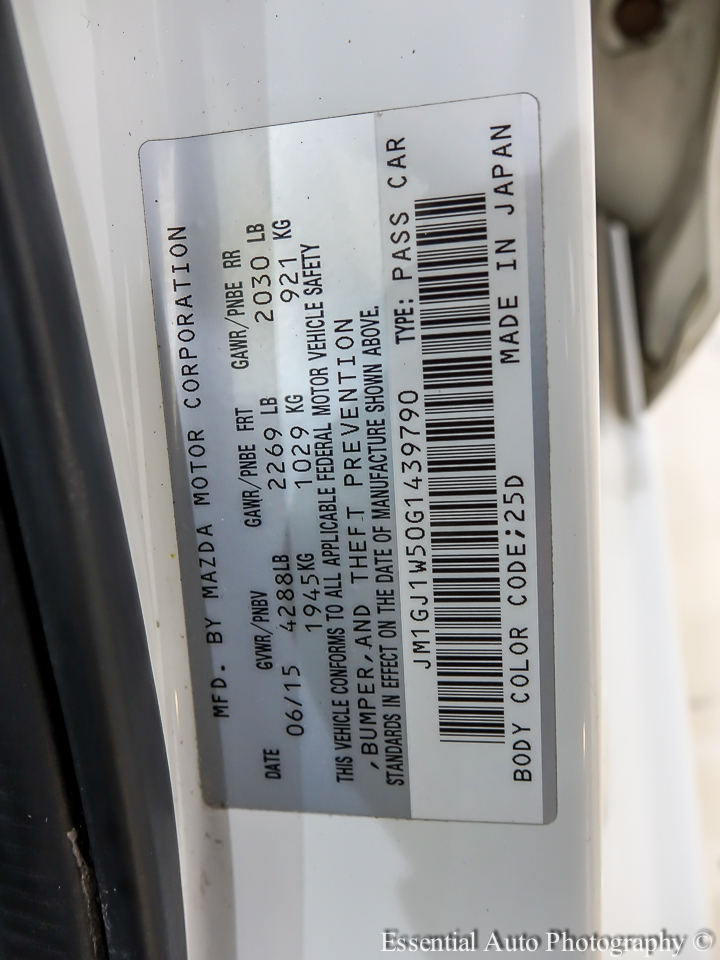 MFD. BY MAZDA MOTOR CORPORATION
DATE GVWR/PNBV GAWR/PNBE FRT GAWR/PNBE RR
06/15 4288LB 2269 LB 2030 LB
1945KG 1029 KG 921 KG
THIS VEHICLE CONFORMS TO ALL APPLICABLE FEDERAL MOTOR VEHICLE SAFETY
,BUMPER,AND THEFT PREVENTION
STANDARDS IN EFFECT ON THE DATE OF MANUFACTURE SHOWN ABOVE.
JM1GJ1W50G1439790 TYPE: PASS CAR
BODY COLOR CODE;25D MADE IN JAPAN
Essential Auto Photography ©